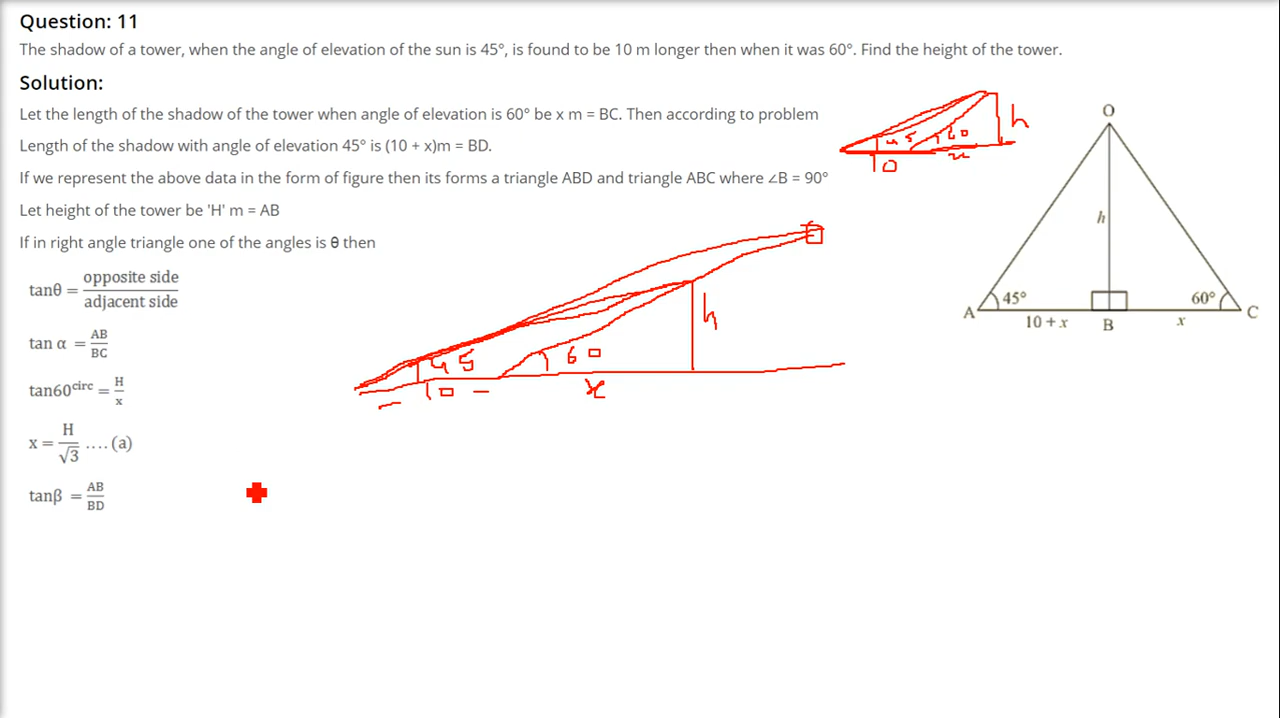 Question: 11
The shadow of a tower, when the angle of elevation of the sun is 45°, is found to be 10 m longer then when it was 60°. Find the height of the tower.
Solution:
Let the length of the shadow of the tower when angle of elevation is 60° be x m = BC. Then according to problem
Length of the shadow with angle of elevation 45° is (10 + x)m = BD.
If we represent the above data in the form of figure then its forms a triangle ABD and triangle ABC where ∠B = 90°
Let height of the tower be 'H' m = AB
If in right angle triangle one of the angles is θ then
tanθ = opposite side / adjacent side
tan α = AB / BC
tan60^circ = H / x
x = H / √3 ....(a)
tanβ = AB / BD
45 60 h
10 x
45 60 h
10 x
O
h
45° 60°
A 10 + x B x C